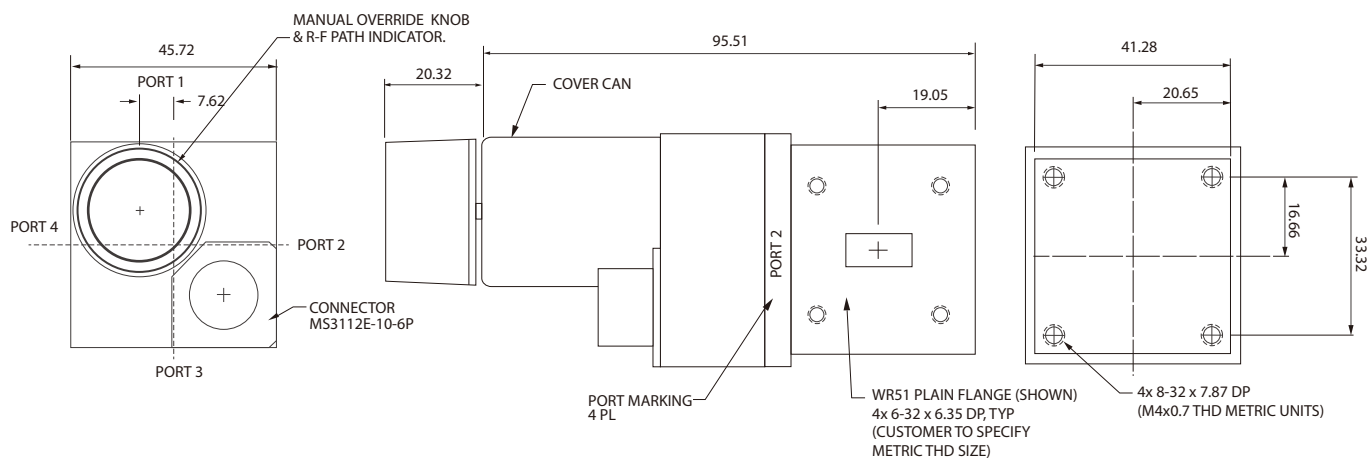 MANUAL OVERRIDE KNOB
& R-F PATH INDICATOR.
45.72
PORT 1
7.62
PORT 4
PORT 2
CONNECTOR
MS3112E-10-6P
PORT 3
95.51
20.32
COVER CAN
19.05
PORT 2
PORT MARKING
4 PL
WR51 PLAIN FLANGE (SHOWN)
4x 6-32 x 6.35 DP, TYP
(CUSTOMER TO SPECIFY
METRIC THD SIZE)
41.28
20.65
16.66
33.32
4x 8-32 x 7.87 DP
(M4x0.7 THD METRIC UNITS)